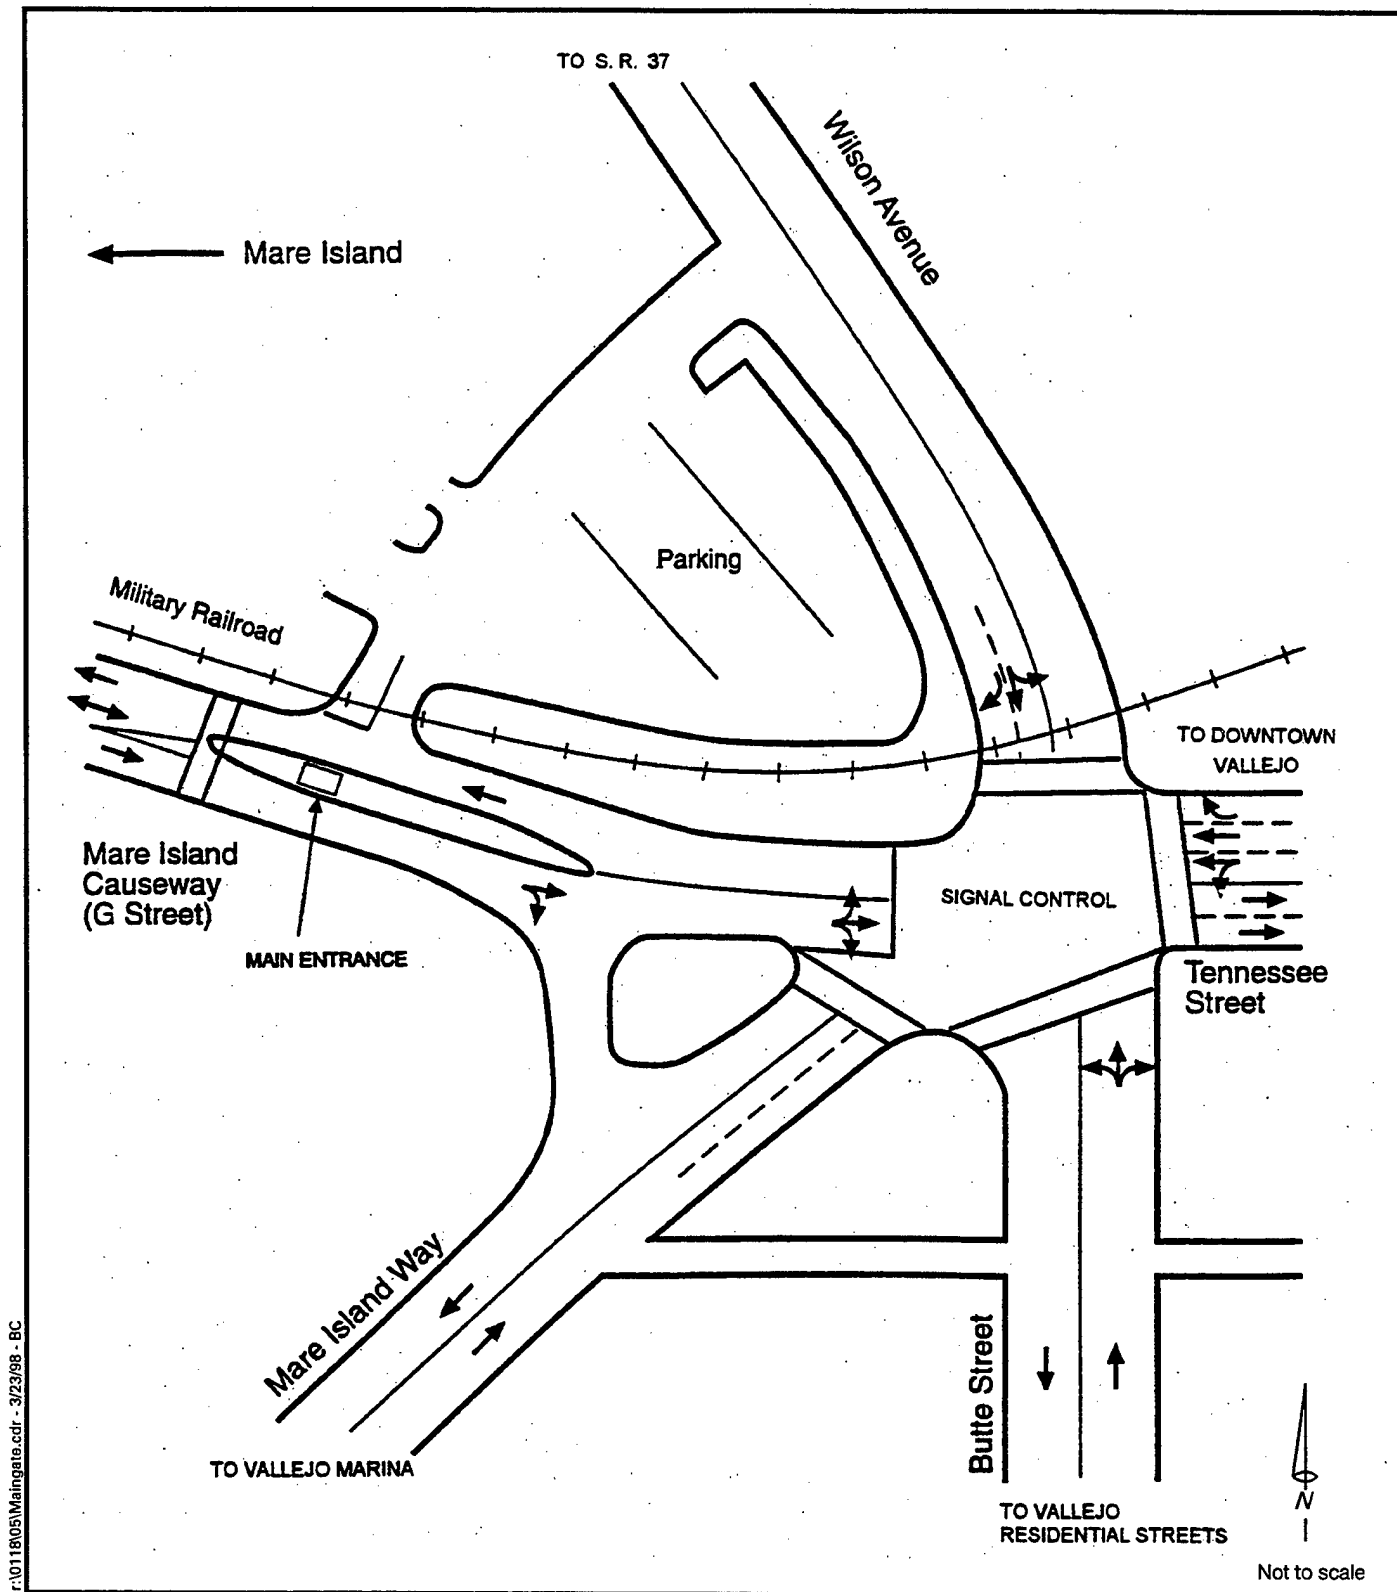 TO S. R. 37
Wilson Avenue
Mare Island
Parking
Military Railroad
TO DOWNTOWN
VALLEJO
Mare Island
Causeway
(G Street)
SIGNAL CONTROL
MAIN ENTRANCE
Tennessee
Street
Mare Island Way
Butte Street
TO VALLEJO MARINA
TO VALLEJO
RESIDENTIAL STREETS
N
Not to scale
r:\0118\05\Maingate.cdr - 3/23/98 - BC